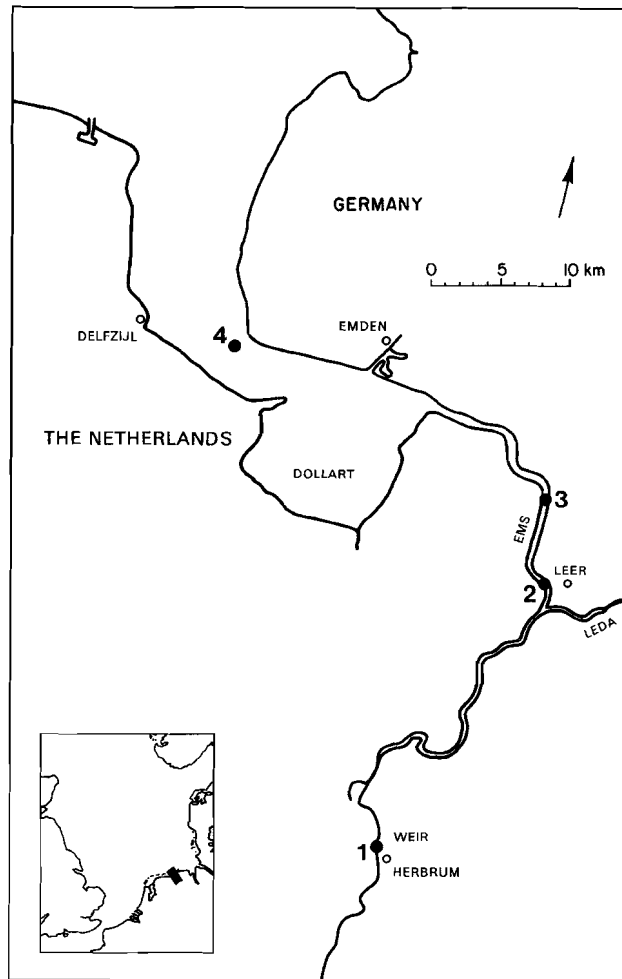 GERMANY
0 5 10 km
EMDEN
DELFZIJL
4
THE NETHERLANDS
DOLLART
3
EMS
LEER
2
LEDA
1
WEIR
HERBRUM